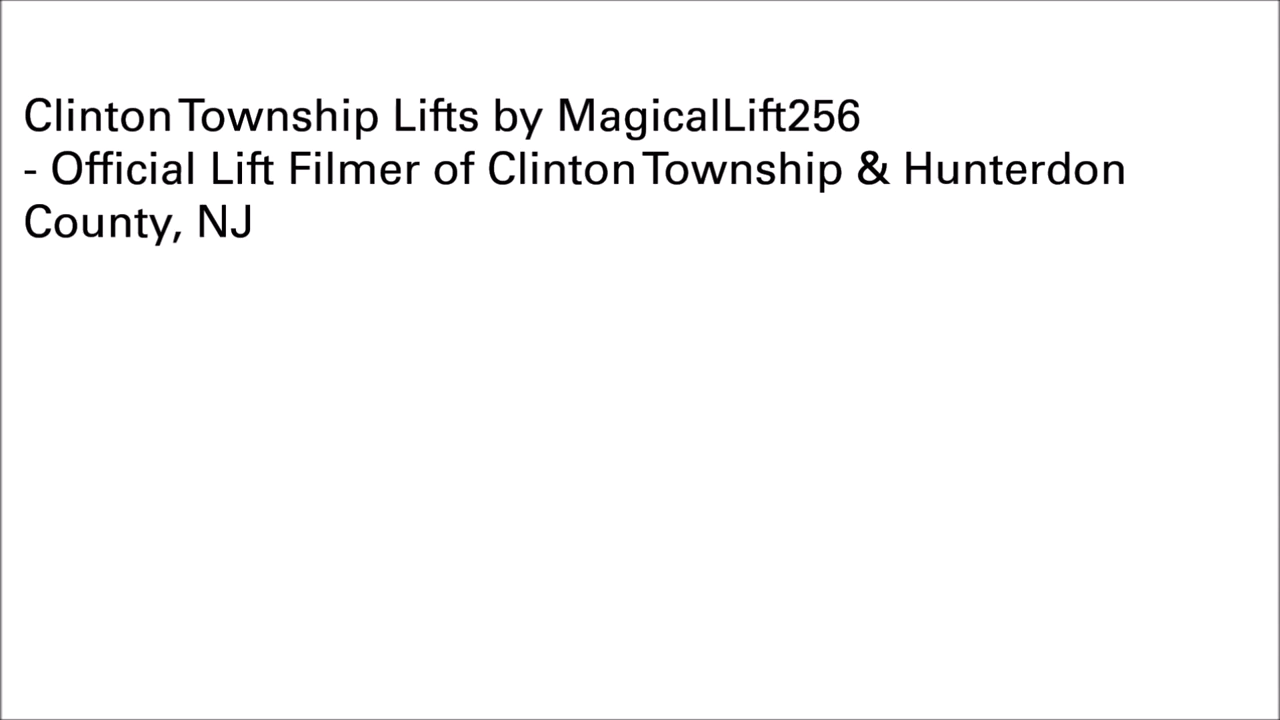 Clinton Township Lifts by MagicalLift256
- Official Lift Filmer of Clinton Township & Hunterdon
County, NJ